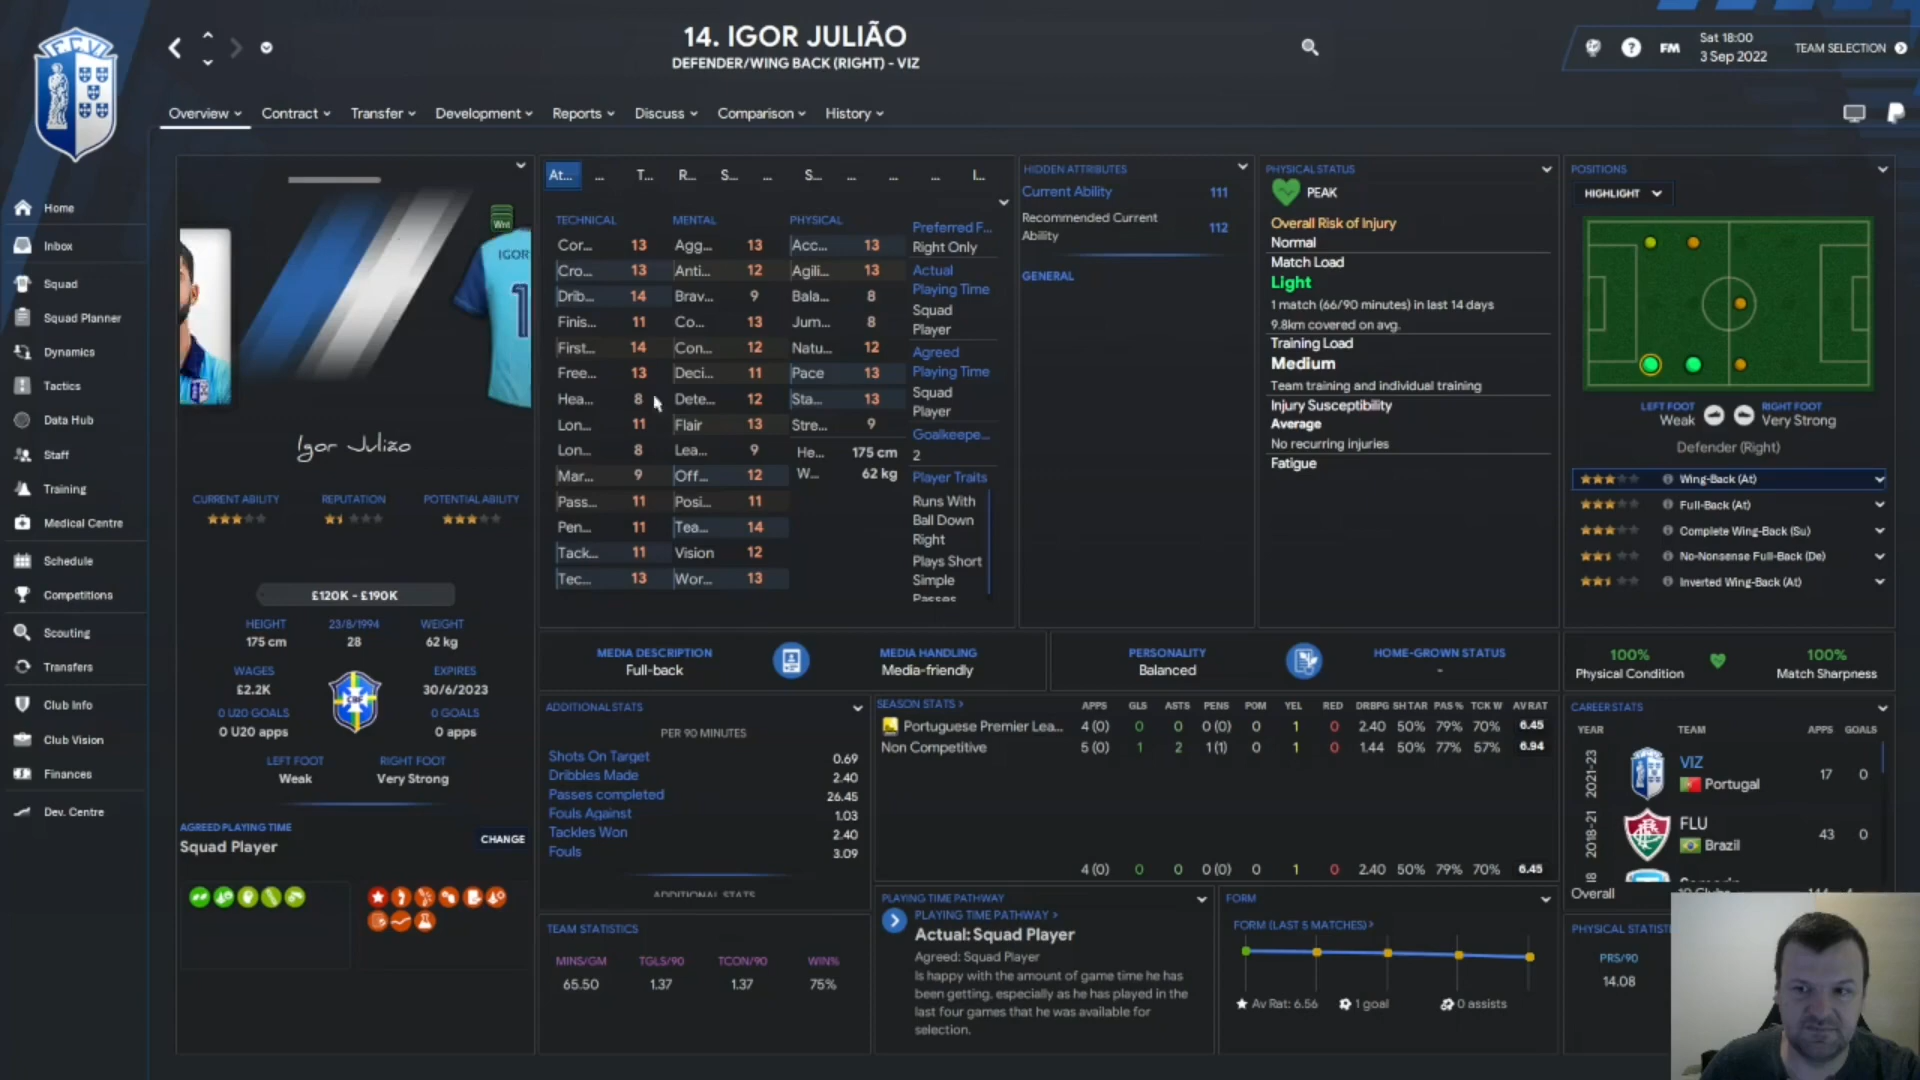 14. IGOR JULIÃO
DEFENDER/WING BACK (RIGHT) - VIZ
Sat 18:00
3 Sep 2022
FM
TEAM SELECTION
Overview
Contract
Transfer
Development
Reports
Discuss
Comparison
History
F.C.V.
Home
Inbox
Squad
Squad Planner
Dynamics
Tactics
Data Hub
Staff
Training
Medical Centre
Schedule
Competitions
Scouting
Transfers
Club Info
Club Vision
Finances
Dev. Centre
Wnt
IGOR
Igor Julião
CURRENT ABILITY
REPUTATION
POTENTIAL ABILITY
£120K - £190K
HEIGHT 23/8/1994 WEIGHT
175 cm 28 62 kg
WAGES EXPIRES
£2.2K 30/6/2023
0 U20 GOALS 0 GOALS
0 U20 apps 0 apps
LEFT FOOT RIGHT FOOT
Weak Very Strong
AGREED PLAYING TIME
Squad Player
CHANGE
At... ... T... R... S... ... S... ... ... ... I...
TECHNICAL
Cor... 13
Cro... 13
Drib... 14
Finis... 11
First... 14
Free... 13
Hea... 8
Lon... 11
Lon... 8
Mar... 9
Pass... 11
Pen... 11
Tack... 11
Tec... 13
MENTAL
Agg... 13
Anti... 12
Brav... 9
Co... 13
Con... 12
Deci... 11
Dete... 12
Flair 13
Lea... 9
Off... 12
Posi... 11
Tea... 14
Vision 12
Wor... 13
PHYSICAL
Acc... 13
Agili... 13
Bala... 8
Jum... 8
Natu... 12
Pace 13
Sta... 13
Stre... 9
He... 175 cm
W... 62 kg
Preferred F...
Right Only
Actual
Playing Time
Squad
Player
Agreed
Playing Time
Squad
Player
Goalkeepe...
2
Player Traits
Runs With
Ball Down
Right
Plays Short
Simple
Passes
HIDDEN ATTRIBUTES
Current Ability 111
Recommended Current
Ability 112
GENERAL
PHYSICAL STATUS
PEAK
Overall Risk of Injury
Normal
Match Load
Light
1 match (66/90 minutes) in last 14 days
9.8km covered on avg.
Training Load
Medium
Team training and individual training
Injury Susceptibility
Average
No recurring injuries
Fatigue
POSITIONS
HIGHLIGHT
LEFT FOOT RIGHT FOOT
Weak Very Strong
Defender (Right)
Wing-Back (At)
Full-Back (At)
Complete Wing-Back (Su)
No-Nonsense Full-Back (De)
Inverted Wing-Back (At)
MEDIA DESCRIPTION
Full-back
MEDIA HANDLING
Media-friendly
PERSONALITY
Balanced
HOME-GROWN STATUS
-
100% 100%
Physical Condition Match Sharpness
ADDITIONAL STATS
PER 90 MINUTES
Shots On Target 0.69
Dribbles Made 2.40
Passes completed 26.45
Fouls Against 1.03
Tackles Won 2.40
Fouls 3.09
ADDITIONAL STATS
SEASON STATS > APPS GLS ASTS PENS POM YEL RED DRBPG SH TAR PAS % TCK W AV RAT
Portuguese Premier Lea... 4 (0) 0 0 0 (0) 0 1 0 2.40 50% 79% 70% 6.45
Non Competitive 5 (0) 1 2 1 (1) 0 1 0 1.44 50% 77% 57% 6.94
4 (0) 0 0 0 (0) 0 1 0 2.40 50% 79% 70% 6.45
CAREER STATS
YEAR TEAM APPS GOALS
2021-23 VIZ 17 0
Portugal
2018-21 FLU 43 0
Brazil
Overall
TEAM STATISTICS
MINS/GM TGLS/90 TCON/90 WIN%
65.50 1.37 1.37 75%
PLAYING TIME PATHWAY
PLAYING TIME PATHWAY >
Actual: Squad Player
Agreed: Squad Player
Is happy with the amount of game time he has
been getting, especially as he has played in the
last four games that he was available for
selection.
FORM
FORM (LAST 5 MATCHES) >
Av Rat: 6.56 1 goal 0 assists
PHYSICAL STATIST
PRS/90
14.08